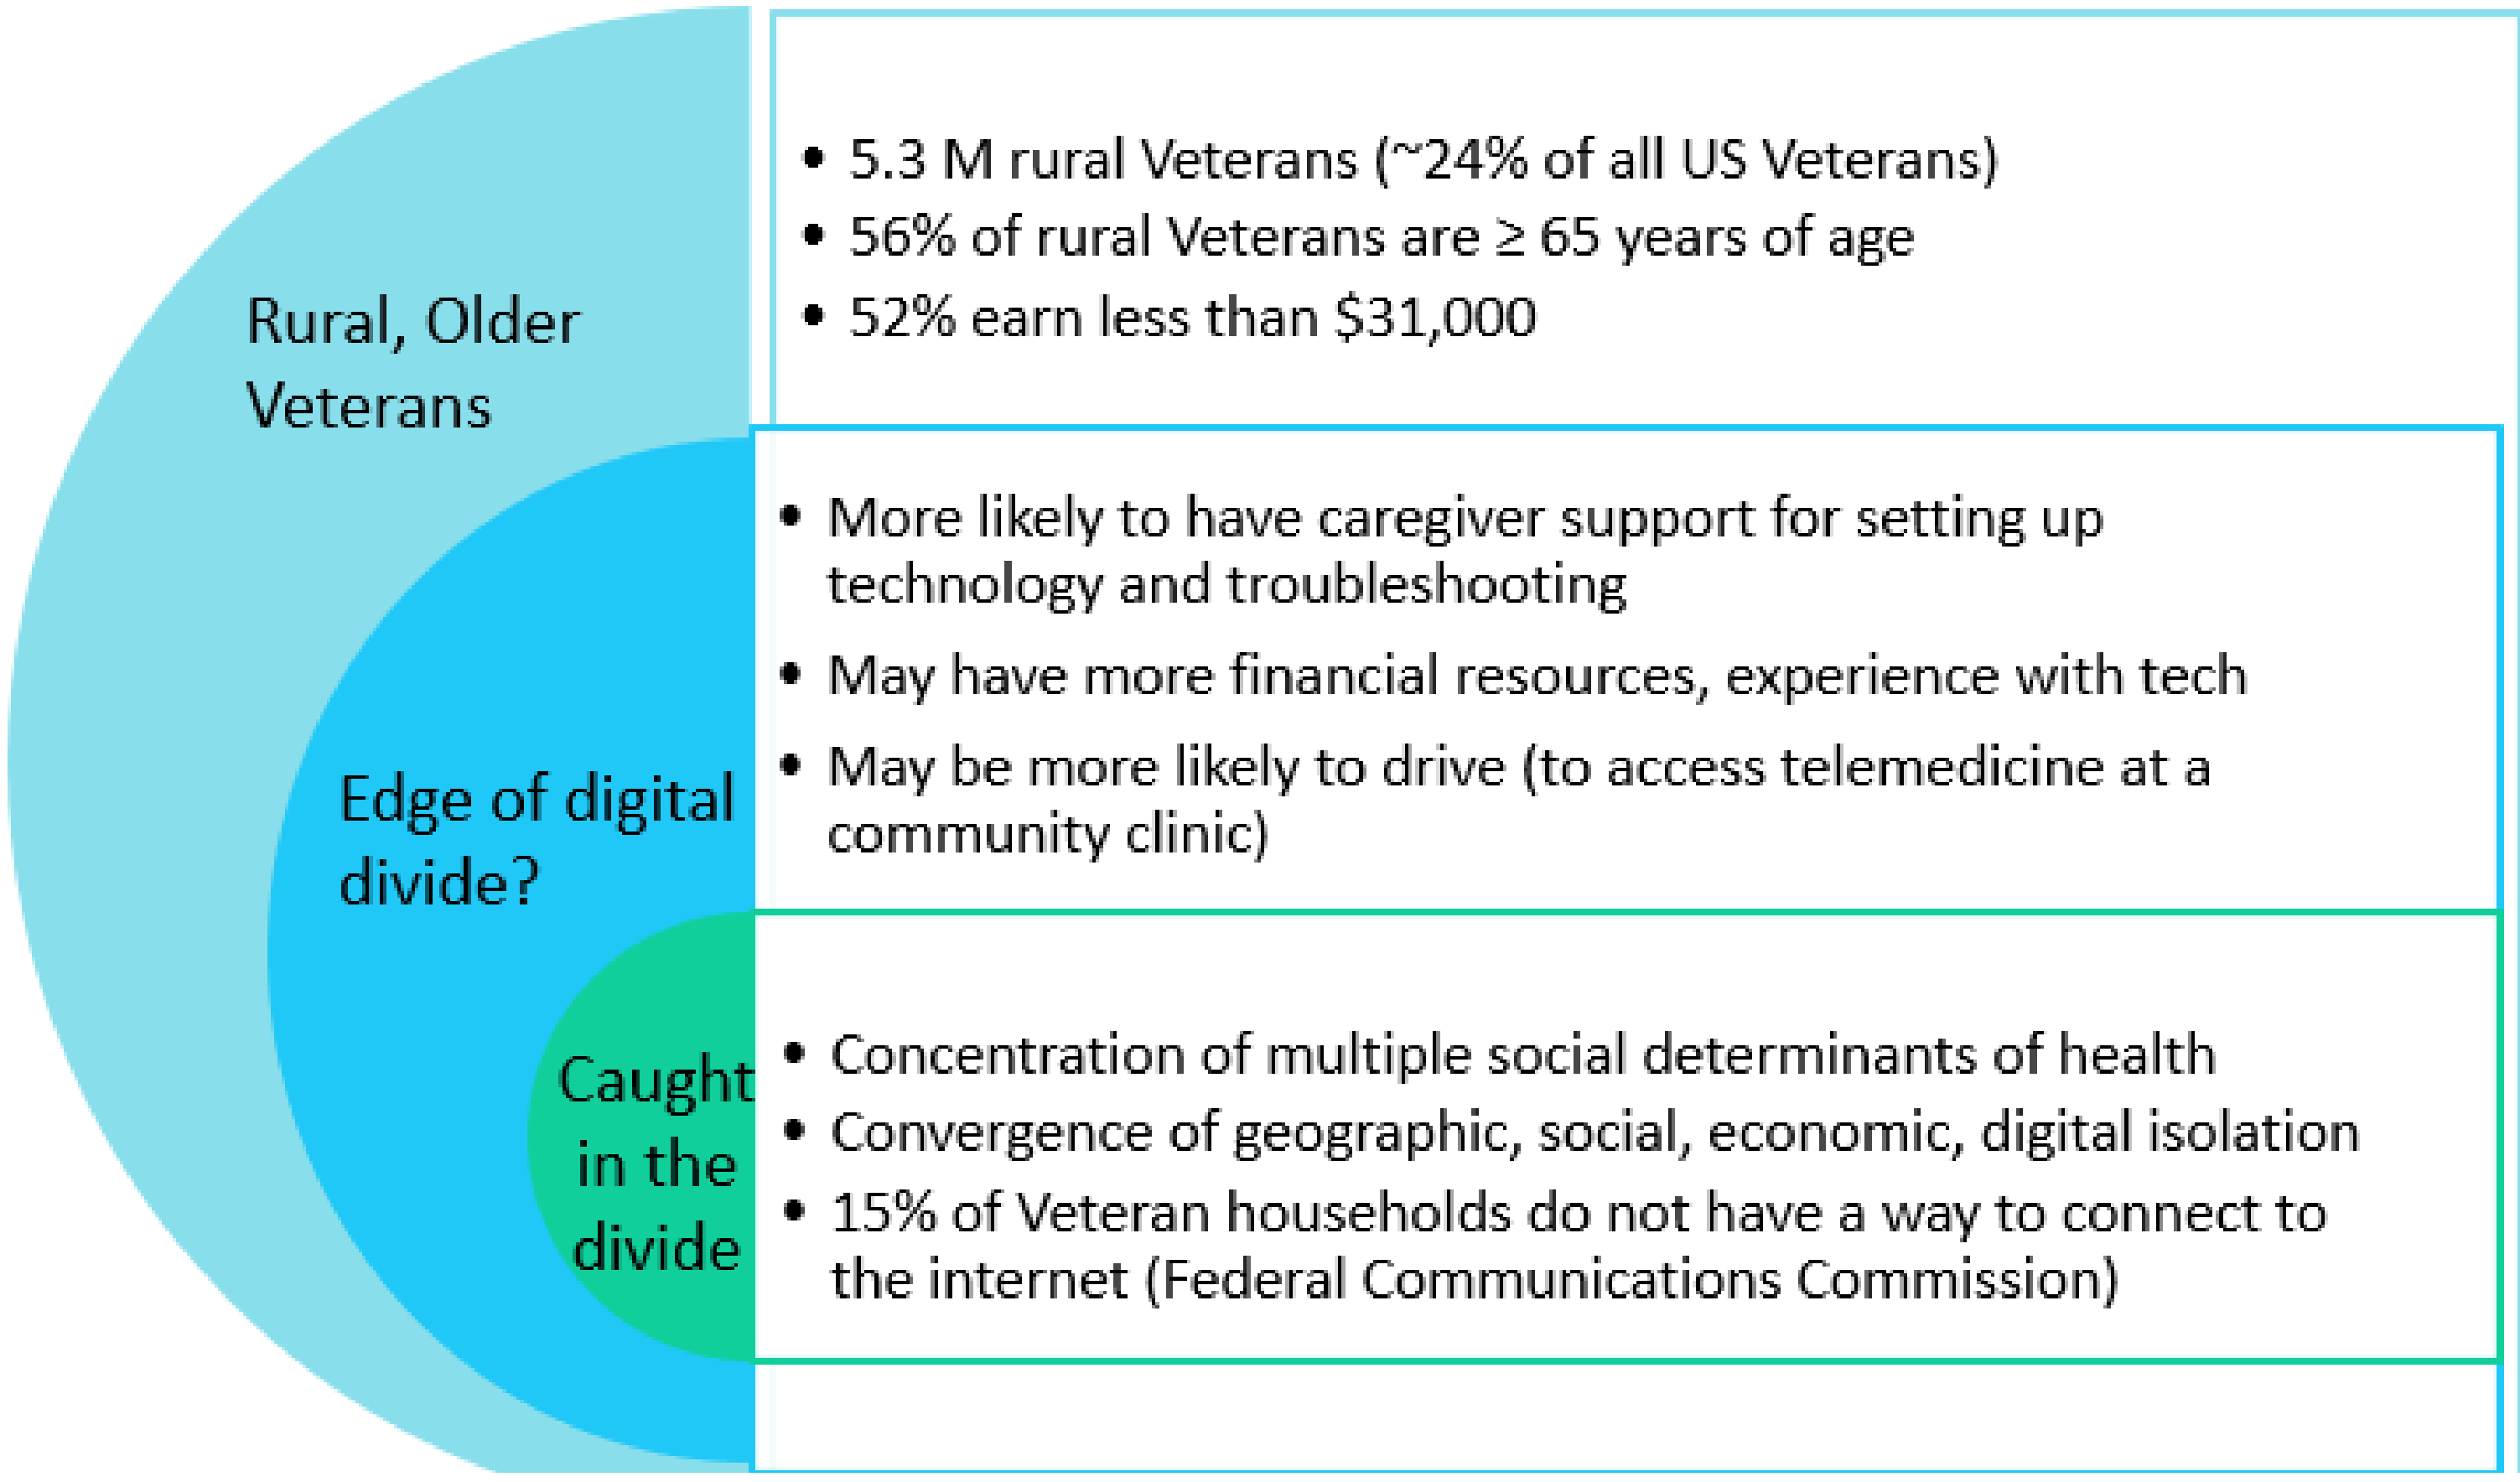 Rural, Older
Veterans
• 5.3 M rural Veterans (~24% of all US Veterans)
• 56% of rural Veterans are ≥ 65 years of age
• 52% earn less than $31,000
Edge of digital
divide?
• More likely to have caregiver support for setting up
technology and troubleshooting
• May have more financial resources, experience with tech
• May be more likely to drive (to access telemedicine at a
community clinic)
Caught
in the
divide
• Concentration of multiple social determinants of health
• Convergence of geographic, social, economic, digital isolation
• 15% of Veteran households do not have a way to connect to
the internet (Federal Communications Commission)